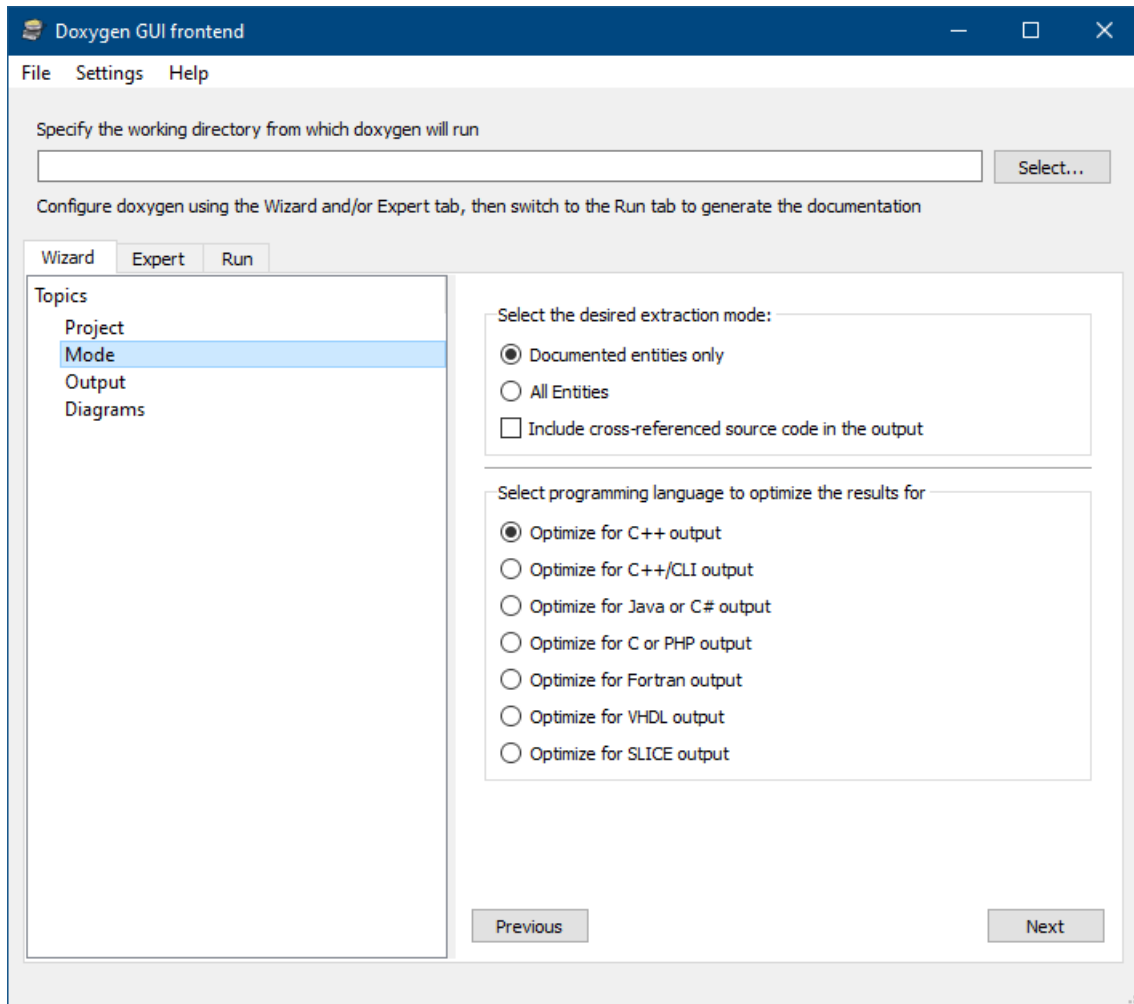 Doxygen GUI frontend
File Settings Help
Specify the working directory from which doxygen will run
Select...
Configure doxygen using the Wizard and/or Expert tab, then switch to the Run tab to generate the documentation
Wizard Expert Run
Topics
Project
Mode
Output
Diagrams
Select the desired extraction mode:
Documented entities only
All Entities
Include cross-referenced source code in the output
Select programming language to optimize the results for
Optimize for C++ output
Optimize for C++/CLI output
Optimize for Java or C# output
Optimize for C or PHP output
Optimize for Fortran output
Optimize for VHDL output
Optimize for SLICE output
Previous Next